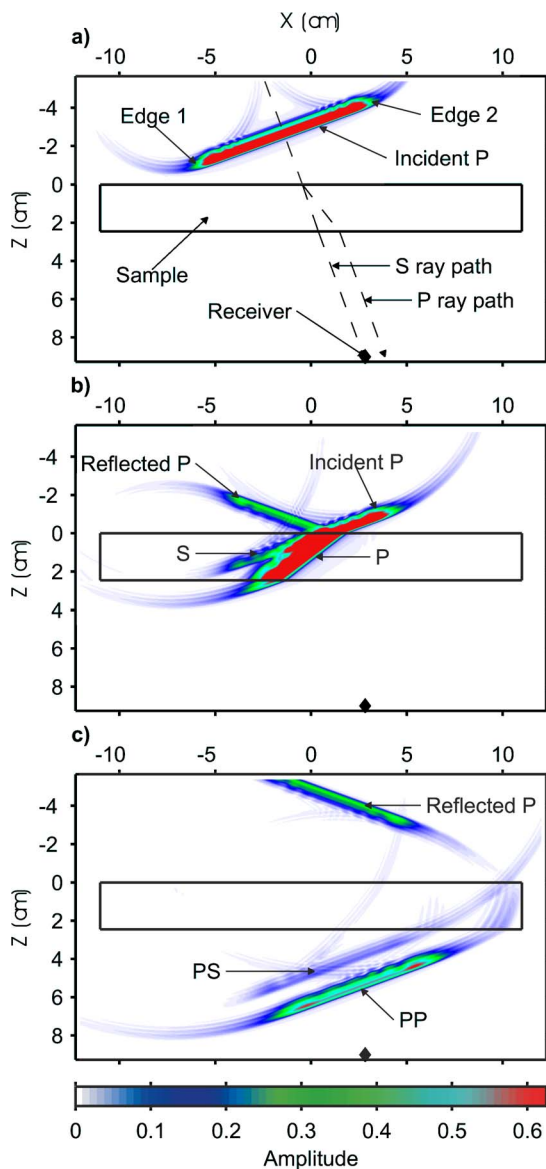 X (cm)
a)
-10 -5 0 5 10
-4
Edge 1
Edge 2
-2
Incident P
0
Z (cm)
2
Sample
4
S ray path
6
P ray path
Receiver
8
b)
-10 -5 0 5 10
-4
Reflected P
Incident P
-2
0
Z (cm)
S
P
2
4
6
8
c)
-10 -5 0 5 10
-4
Reflected P
-2
0
Z (cm)
2
4
PS
6
PP
8
0 0.1 0.2 0.3 0.4 0.5 0.6
Amplitude